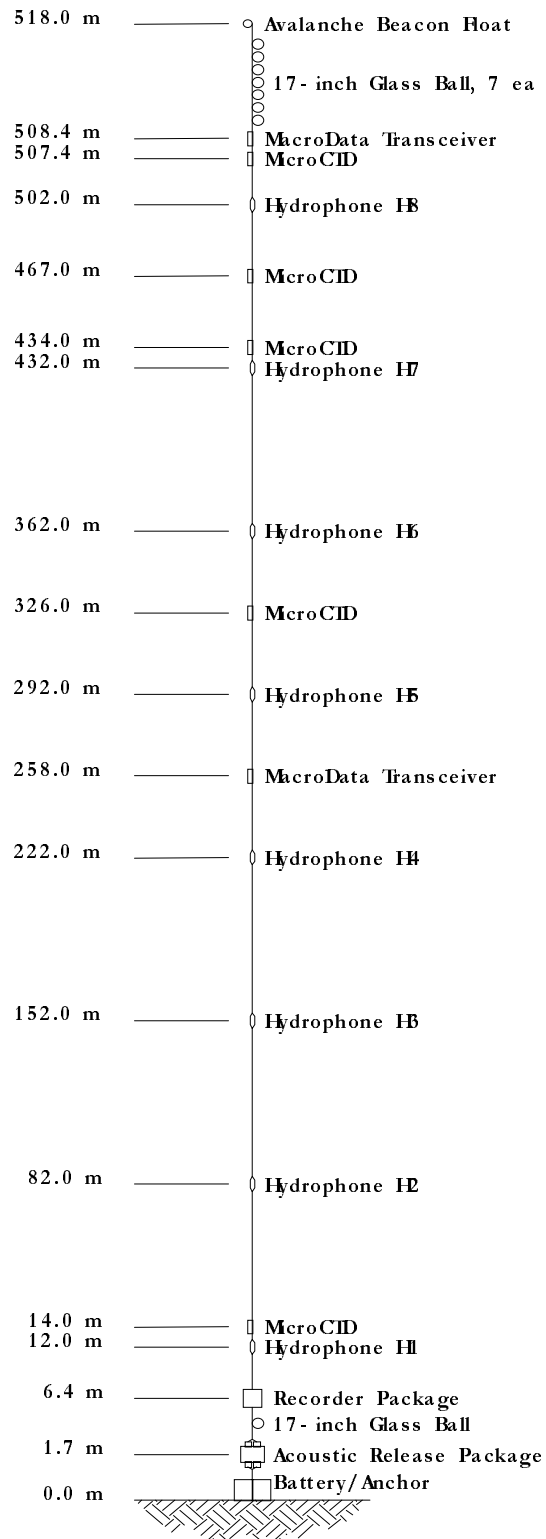 518.0 m Avalanche Beacon Float
17-inch Glass Ball, 7 ea
508.4 m MacroData Transceiver
507.4 m MicroCTD
502.0 m Hydrophone H8
467.0 m MicroCTD
434.0 m MicroCTD
432.0 m Hydrophone H7
362.0 m Hydrophone H6
326.0 m MicroCTD
292.0 m Hydrophone H5
258.0 m MacroData Transceiver
222.0 m Hydrophone H4
152.0 m Hydrophone H3
82.0 m Hydrophone H2
14.0 m MicroCTD
12.0 m Hydrophone H1
6.4 m Recorder Package
17-inch Glass Ball
1.7 m Acoustic Release Package
Battery/Anchor
0.0 m